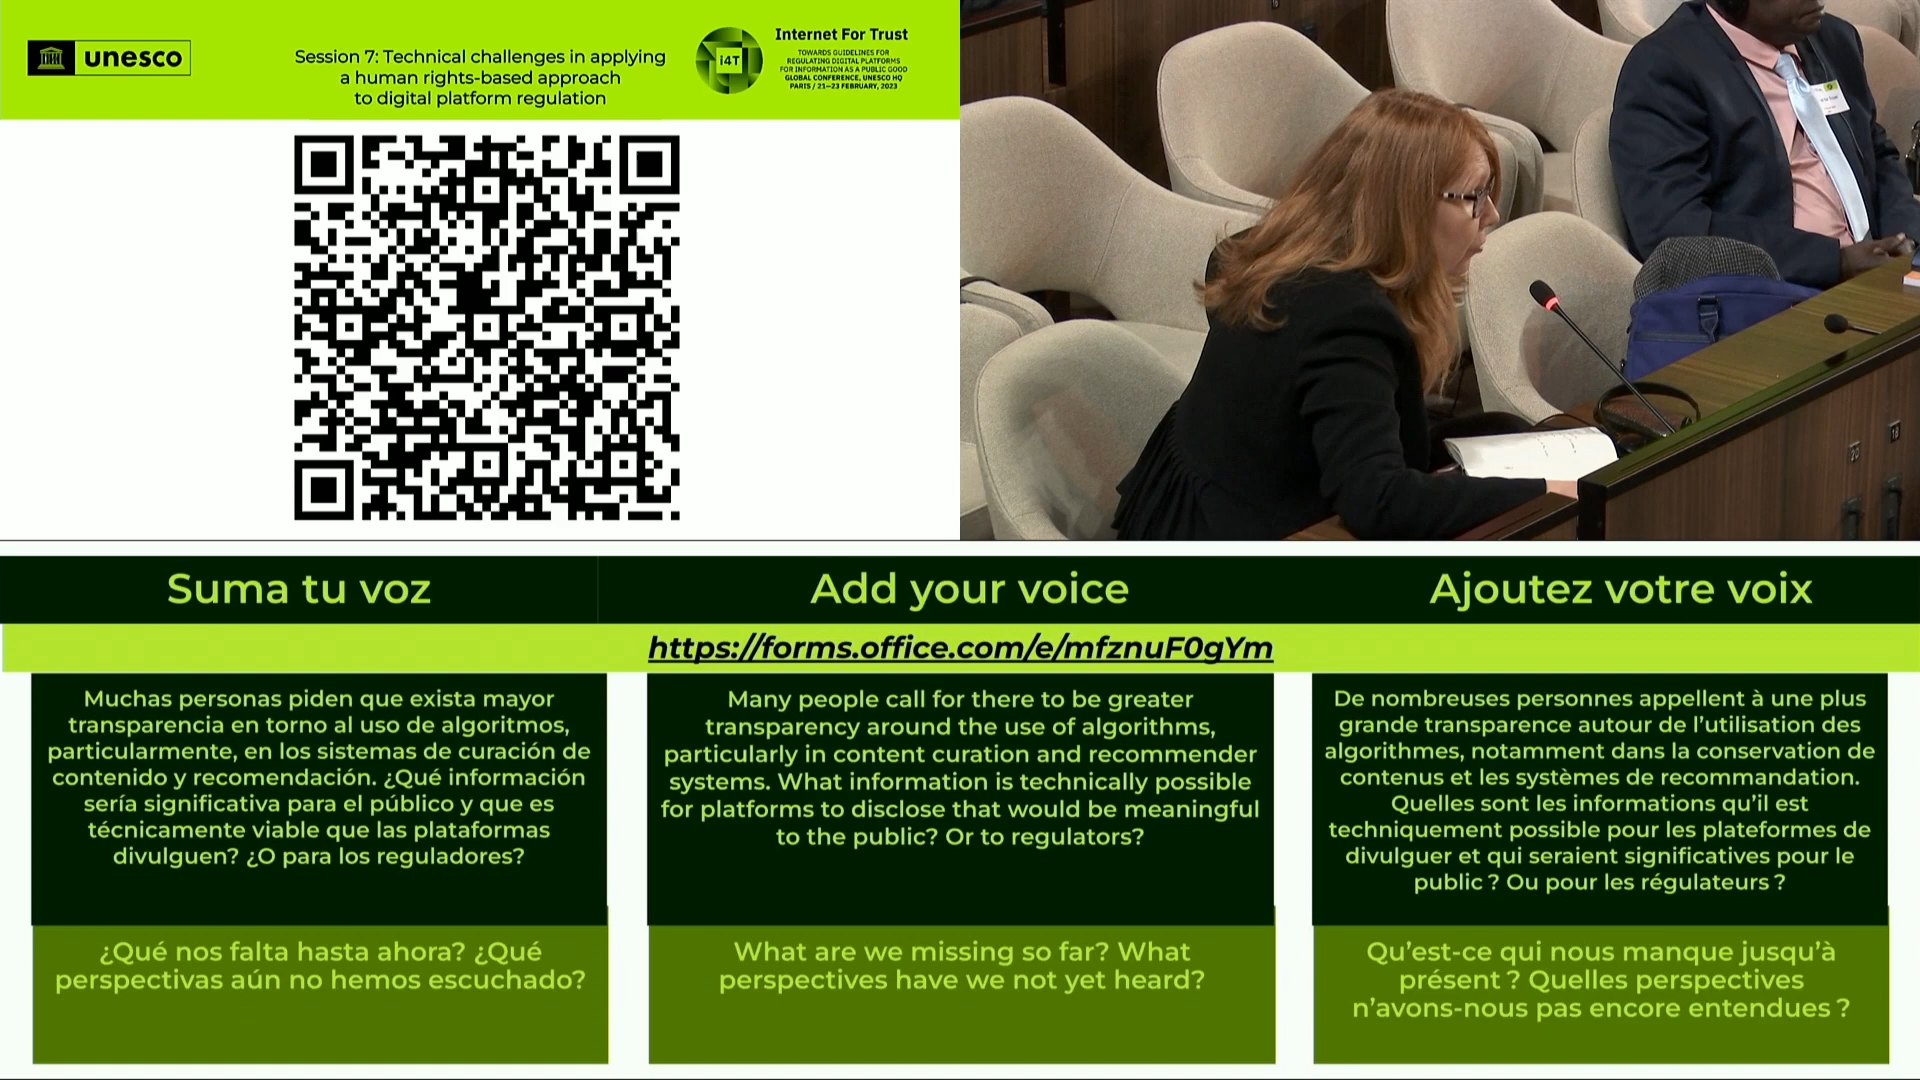 unesco
Session 7: Technical challenges in applying
a human rights-based approach
to digital platform regulation
i4T
Internet For Trust
TOWARDS GUIDELINES FOR
REGULATING DIGITAL PLATFORMS
FOR INFORMATION AS A PUBLIC GOOD
GLOBAL CONFERENCE, UNESCO HQ
PARIS / 21–23 FEBRUARY, 2023
20
18
Suma tu voz
Add your voice
Ajoutez votre voix
https://forms.office.com/e/mfznuF0gYm
Muchas personas piden que exista mayor
transparencia en torno al uso de algoritmos,
particularmente, en los sistemas de curación de
contenido y recomendación. ¿Qué información
sería significativa para el público y que es
técnicamente viable que las plataformas
divulguen? ¿O para los reguladores?
¿Qué nos falta hasta ahora? ¿Qué
perspectivas aún no hemos escuchado?
Many people call for there to be greater
transparency around the use of algorithms,
particularly in content curation and recommender
systems. What information is technically possible
for platforms to disclose that would be meaningful
to the public? Or to regulators?
What are we missing so far? What
perspectives have we not yet heard?
De nombreuses personnes appellent à une plus
grande transparence autour de l’utilisation des
algorithmes, notamment dans la conservation de
contenus et les systèmes de recommandation.
Quelles sont les informations qu’il est
techniquement possible pour les plateformes de
divulguer et qui seraient significatives pour le
public ? Ou pour les régulateurs ?
Qu’est-ce qui nous manque jusqu’à
présent ? Quelles perspectives
n’avons-nous pas encore entendues ?